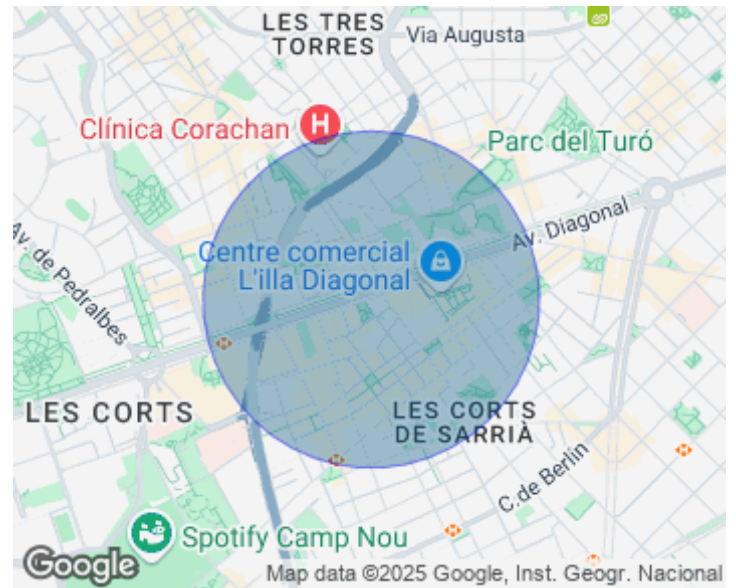 LES TRES
TORRES
Via Augusta
Clínica Corachan
H
Parc del Turó
Av. Diagonal
Centre comercial
L'illa Diagonal
Av. de Pedralbes
LES CORTS
LES CORTS
DE SARRIÀ
C. de Berlín
Spotify Camp Nou
Google
Map data ©2025 Google, Inst. Geogr. Nacional